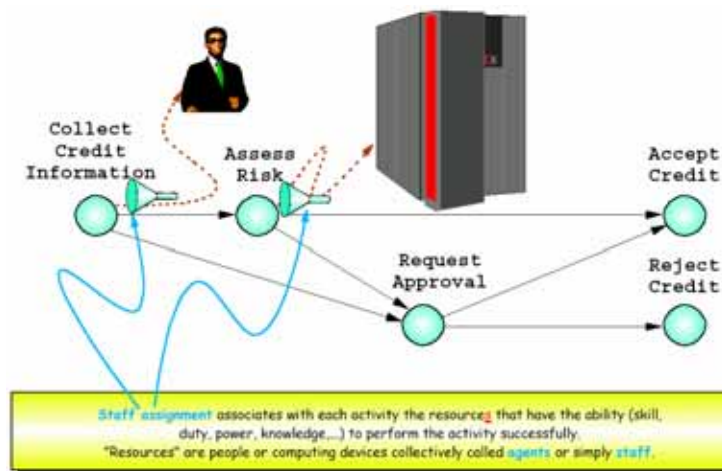 Collect
Credit
Information
Assess
Risk
Accept
Credit
Request
Approval
Reject
Credit
Staff assignment associates with each activity the resources that have the ability (skill,
duty, power, knowledge,...) to perform the activity successfully.
"Resources" are people or computing devices collectively called agents or simply staff.